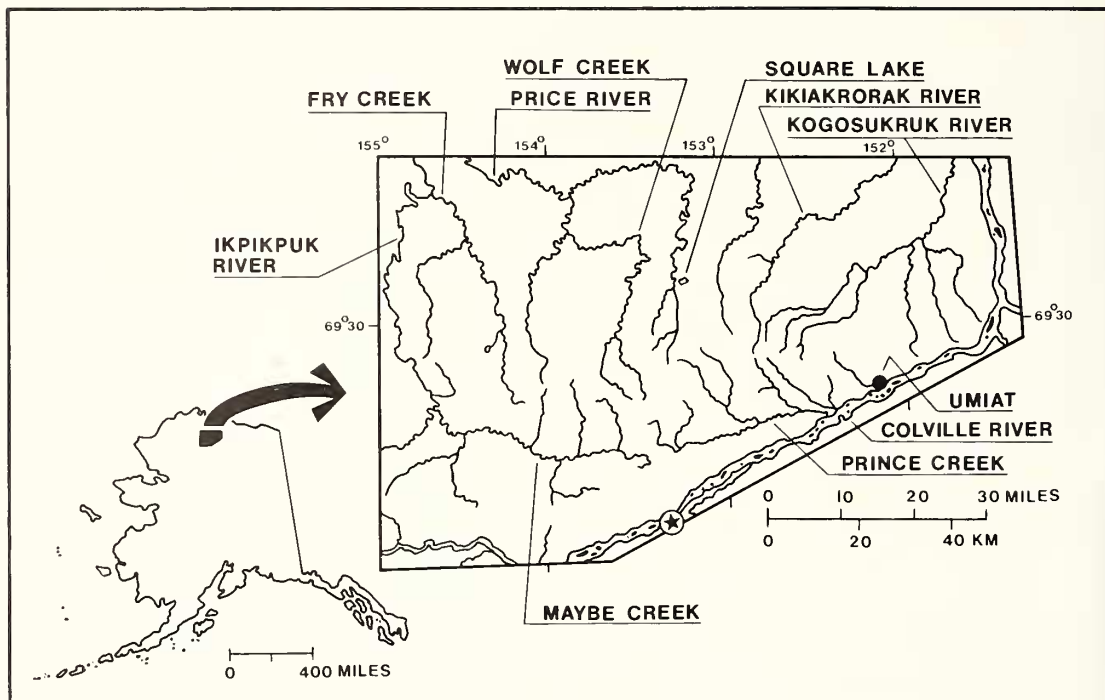 WOLF CREEK
SQUARE LAKE
FRY CREEK
PRICE RIVER
KIKIAKRORAK RIVER
KOGOSUKRUK RIVER
155°
154°
153°
152°
IKPIKPUK
RIVER
69°30
69°30
UMIAT
COLVILLE RIVER
PRINCE CREEK
0 10 20 30 MILES
0 20 40 KM
MAYBE CREEK
0 400 MILES